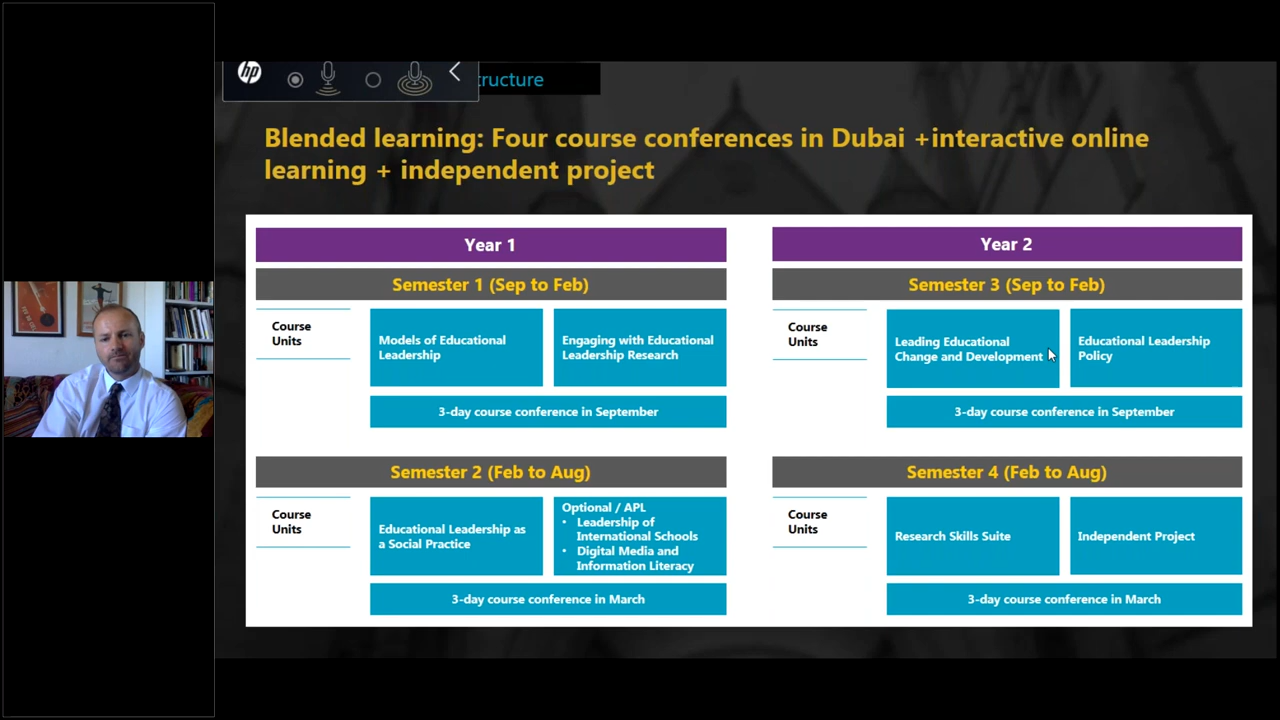 hp
tructure
Blended learning: Four course conferences in Dubai +interactive online
learning + independent project
Year 1
Semester 1 (Sep to Feb)
Course
Units
Models of Educational
Leadership
Engaging with Educational
Leadership Research
3-day course conference in September
Semester 2 (Feb to Aug)
Course
Units
Educational Leadership as
a Social Practice
Optional / APL
• Leadership of
International Schools
• Digital Media and
Information Literacy
3-day course conference in March
Year 2
Semester 3 (Sep to Feb)
Course
Units
Leading Educational
Change and Development
Educational Leadership
Policy
3-day course conference in September
Semester 4 (Feb to Aug)
Course
Units
Research Skills Suite
Independent Project
3-day course conference in March